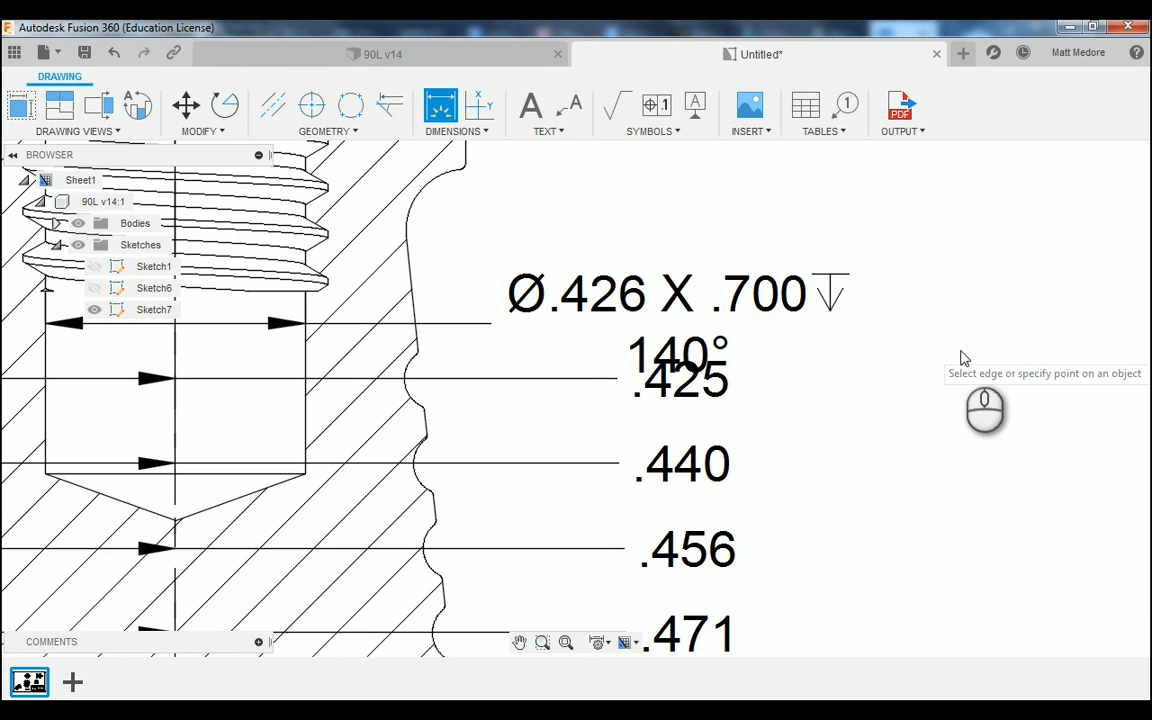 Autodesk Fusion 360 (Education License)
90L v14
Untitled*
Matt Medore
DRAWING
DRAWING VIEWS
MODIFY
GEOMETRY
DIMENSIONS
TEXT
SYMBOLS
INSERT
TABLES
OUTPUT
BROWSER
Sheet1
90L v14:1
Bodies
Sketches
Sketch1
Sketch6
Sketch7
Ø.426 X .700↧
140°
.425
.440
.456
.471
Select edge or specify point on an object
COMMENTS